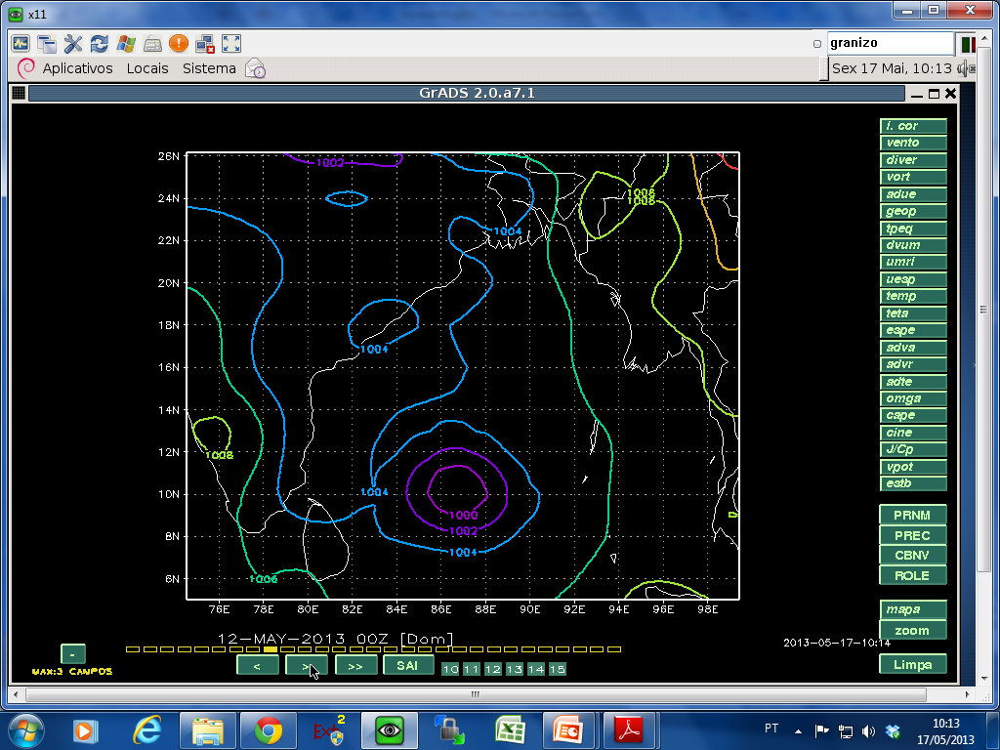 x11
granizo
Aplicativos Locais Sistema
Sex 17 Mai, 10:13
GrADS 2.0.a7.1
26N
24N
22N
20N
18N
16N
14N
12N
10N
8N
6N
76E 78E 80E 82E 84E 86E 88E 90E 92E 94E 96E 98E
1002
1004
1008
1008
1004
1008
1004
1000
1002
1004
1006
12-MAY-2013 00Z [Dom]
2013-05-17-10:14
-
MAX:3 CAMPOS
< > >> SAI 10 11 12 13 14 15
l. cor
vento
diver
vort
adue
geop
tpeq
dvum
umrl
uesp
temp
teta
espe
adva
advr
adte
omga
cape
cine
J/Cp
vpot
estb
PRNM
PREC
CBNV
ROLE
mapa
zoom
Limpa
Ext2
PT
10:13
17/05/2013